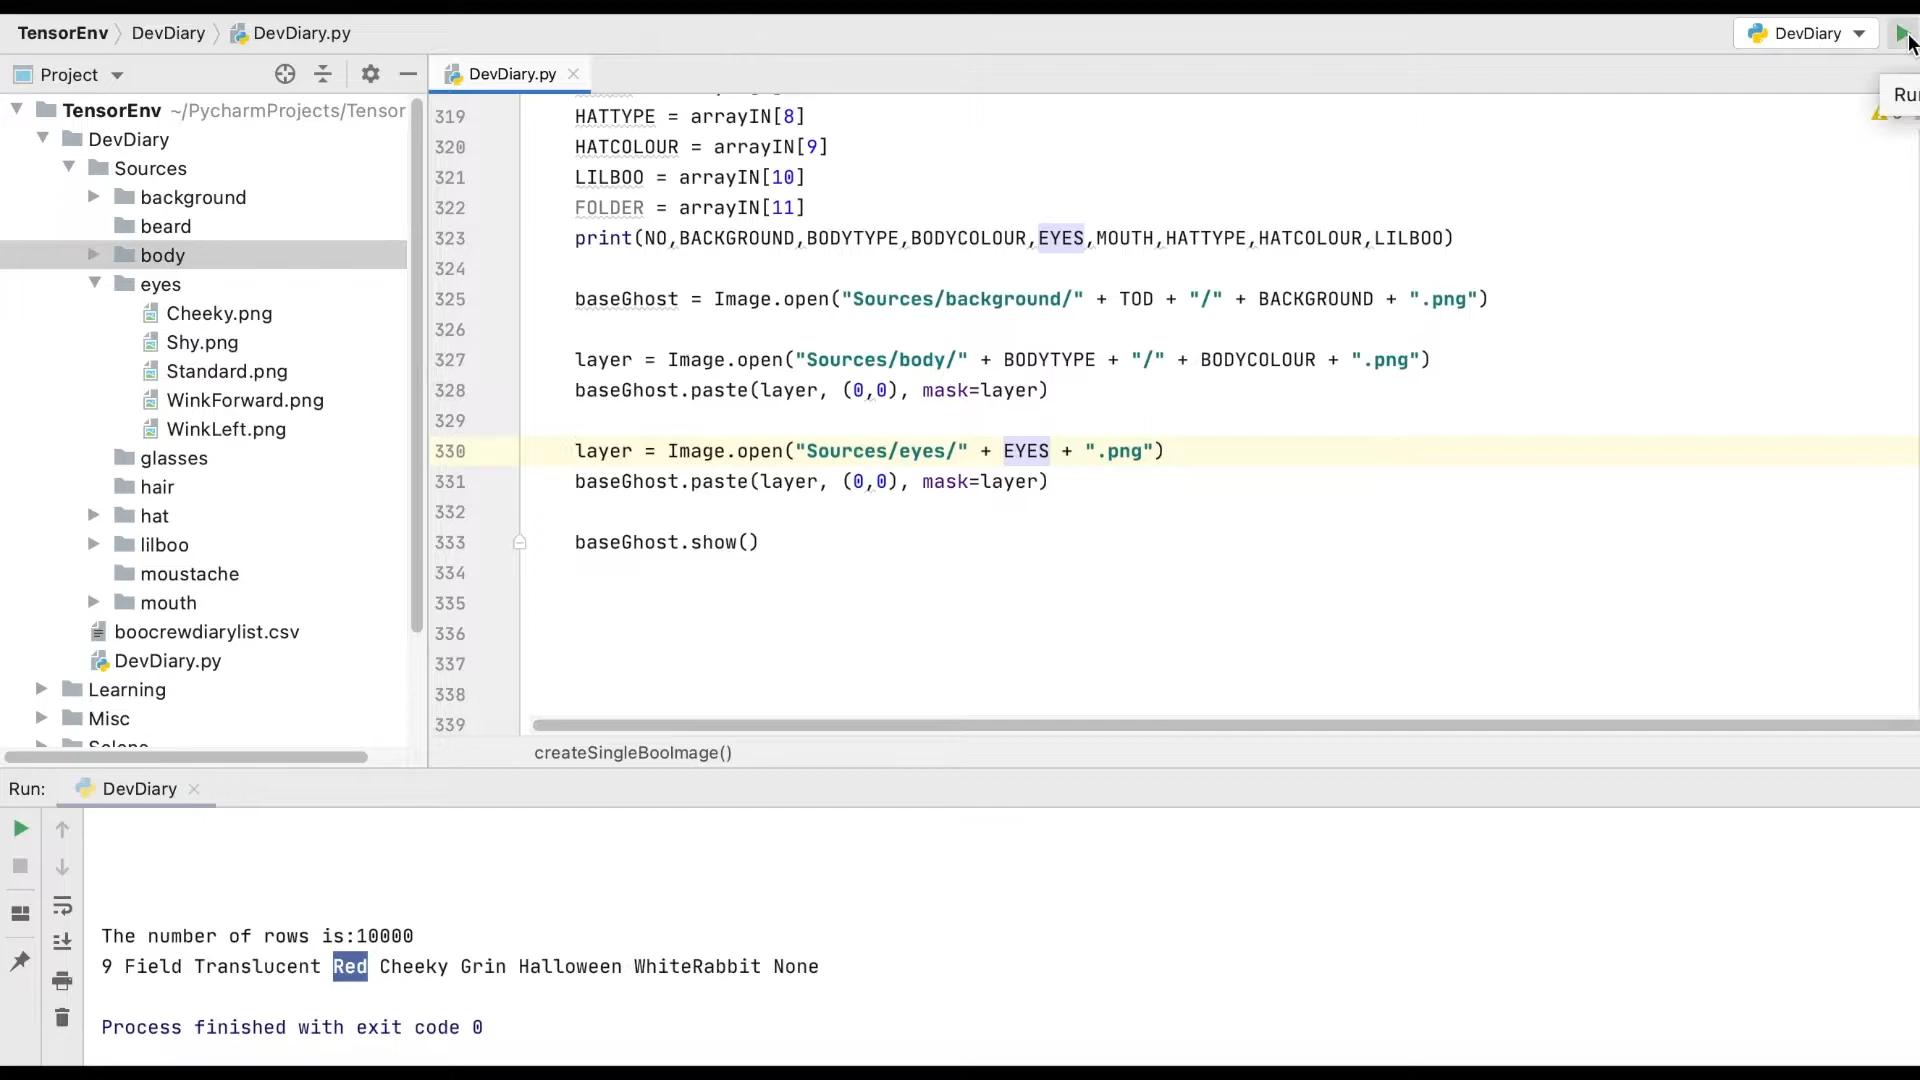 TensorEnv DevDiary DevDiary.py DevDiary
Project DevDiary.py
Ru
TensorEnv ~/PycharmProjects/Tensor
DevDiary
Sources
background
beard
body
eyes
Cheeky.png
Shy.png
Standard.png
WinkForward.png
WinkLeft.png
glasses
hair
hat
lilboo
moustache
mouth
boocrewdiarylist.csv
DevDiary.py
Learning
Misc
319 HATTYPE = arrayIN[8]
320 HATCOLOUR = arrayIN[9]
321 LILBOO = arrayIN[10]
322 FOLDER = arrayIN[11]
323 print(NO,BACKGROUND,BODYTYPE,BODYCOLOUR,EYES,MOUTH,HATTYPE,HATCOLOUR,LILBOO)
324
325 baseGhost = Image.open("Sources/background/" + TOD + "/" + BACKGROUND + ".png")
326
327 layer = Image.open("Sources/body/" + BODYTYPE + "/" + BODYCOLOUR + ".png")
328 baseGhost.paste(layer, (0,0), mask=layer)
329
330 layer = Image.open("Sources/eyes/" + EYES + ".png")
331 baseGhost.paste(layer, (0,0), mask=layer)
332
333 baseGhost.show()
334
335
336
337
338
339
createSingleBooImage()
Run: DevDiary
The number of rows is:10000
9 Field Translucent Red Cheeky Grin Halloween WhiteRabbit None
Process finished with exit code 0